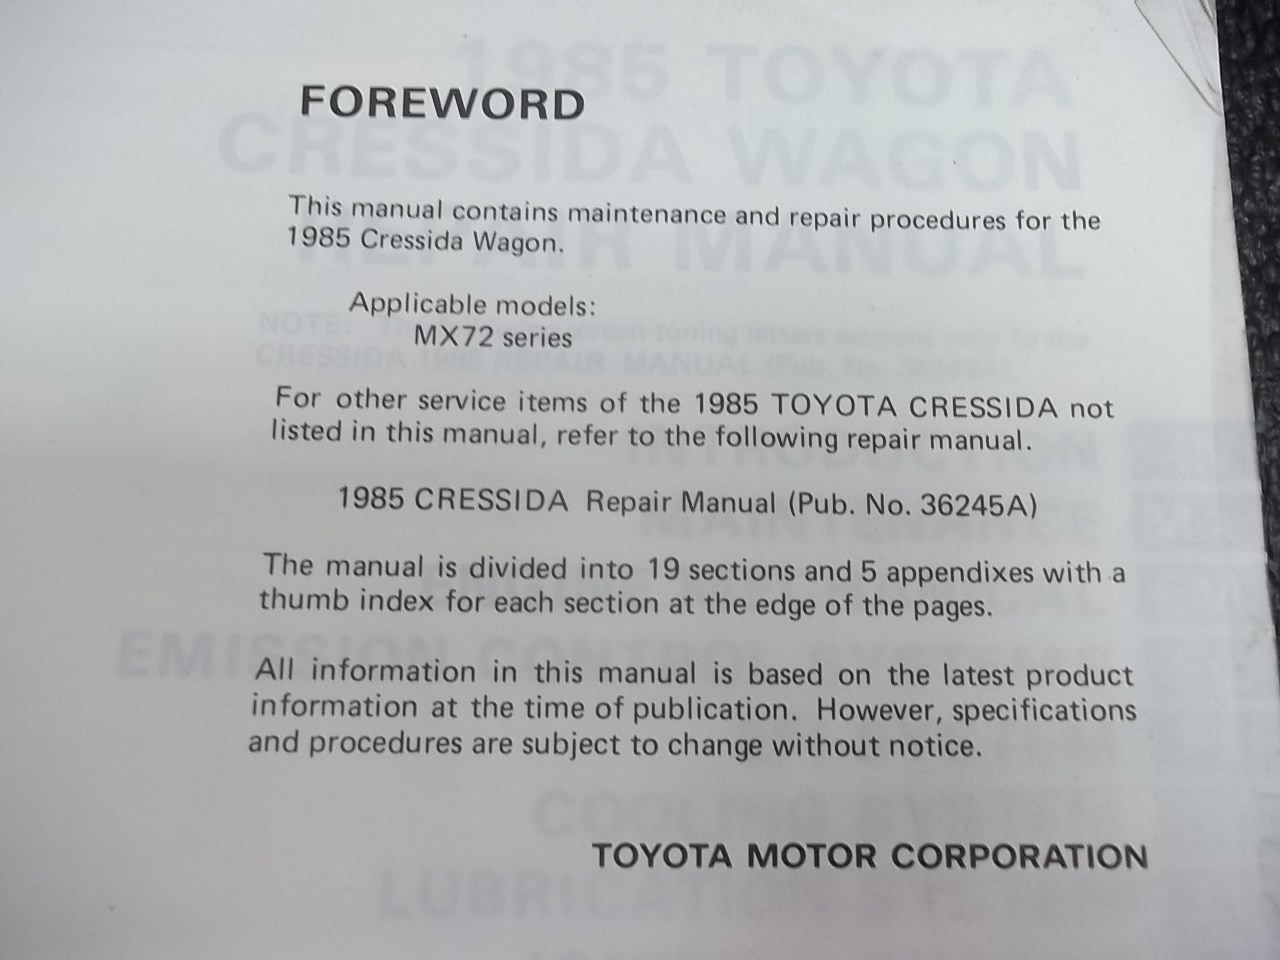 FOREWORD
This manual contains maintenance and repair procedures for the
1985 Cressida Wagon.
Applicable models:
MX72 series
For other service items of the 1985 TOYOTA CRESSIDA not
listed in this manual, refer to the following repair manual.
1985 CRESSIDA Repair Manual (Pub. No. 36245A)
The manual is divided into 19 sections and 5 appendixes with a
thumb index for each section at the edge of the pages.
All information in this manual is based on the latest product
information at the time of publication. However, specifications
and procedures are subject to change without notice.
TOYOTA MOTOR CORPORATION